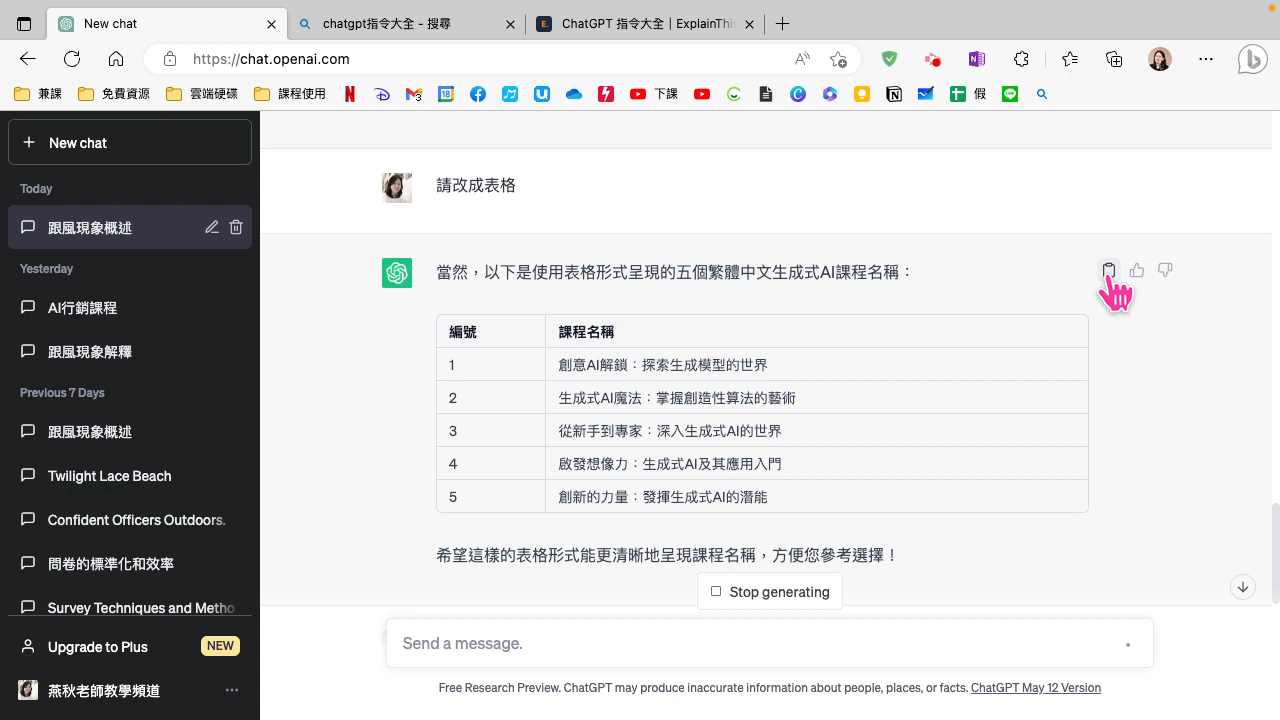 New chat
chatgpt指令大全 - 搜尋
ChatGPT 指令大全 | ExplainThis
https://chat.openai.com
兼課
免費資源
雲端硬碟
課程使用
下課
假
New chat
Today
跟風現象概述
Yesterday
AI行銷課程
跟風現象解釋
Previous 7 Days
跟風現象概述
Twilight Lace Beach
Confident Officers Outdoors.
問卷的標準化和效率
Survey Techniques and Metho
Upgrade to Plus
NEW
燕秋老師教學頻道
請改成表格
當然，以下是使用表格形式呈現的五個繁體中文生成式AI課程名稱：
編號 課程名稱
1 創意AI解鎖：探索生成模型的世界
2 生成式AI魔法：掌握創造性算法的藝術
3 從新手到專家：深入生成式AI的世界
4 啟發想像力：生成式AI及其應用入門
5 創新的力量：發揮生成式AI的潛能
希望這樣的表格形式能更清晰地呈現課程名稱，方便您參考選擇！
Stop generating
Send a message.
Free Research Preview. ChatGPT may produce inaccurate information about people, places, or facts. ChatGPT May 12 Version